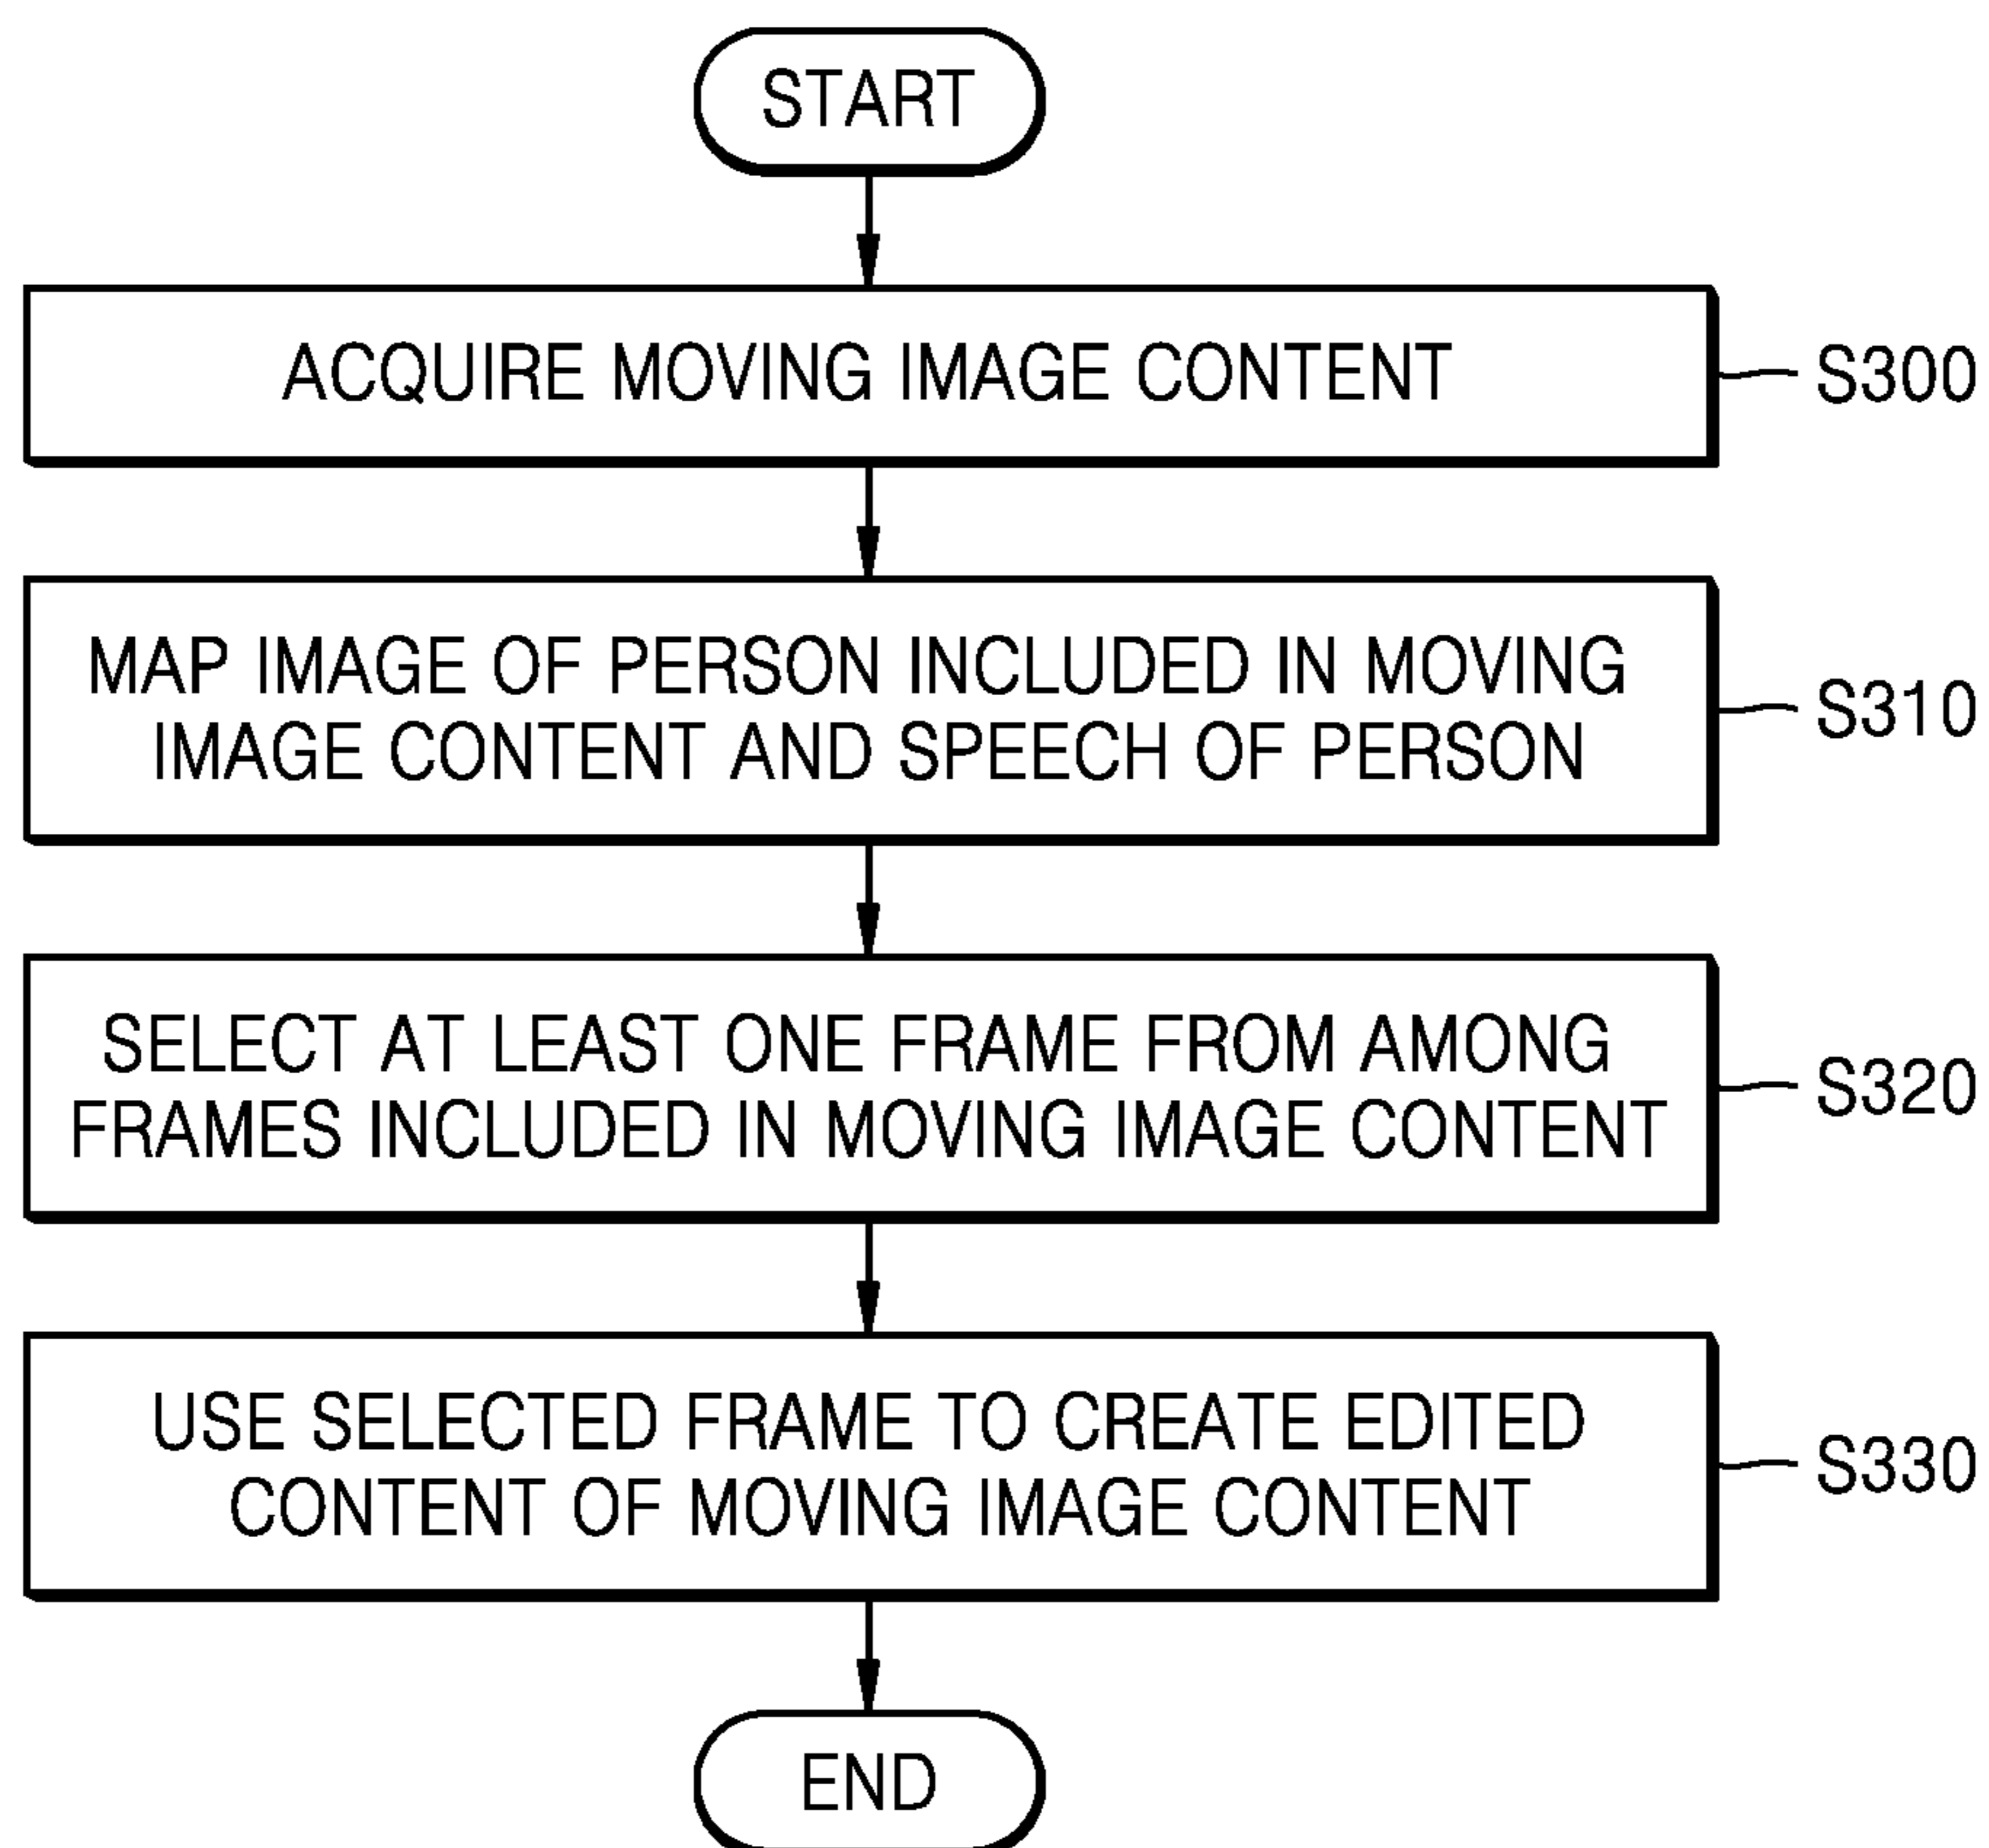 START
ACQUIRE MOVING IMAGE CONTENT
S300
MAP IMAGE OF PERSON INCLUDED IN MOVING
IMAGE CONTENT AND SPEECH OF PERSON
S310
SELECT AT LEAST ONE FRAME FROM AMONG
FRAMES INCLUDED IN MOVING IMAGE CONTENT
S320
USE SELECTED FRAME TO CREATE EDITED
CONTENT OF MOVING IMAGE CONTENT
S330
END